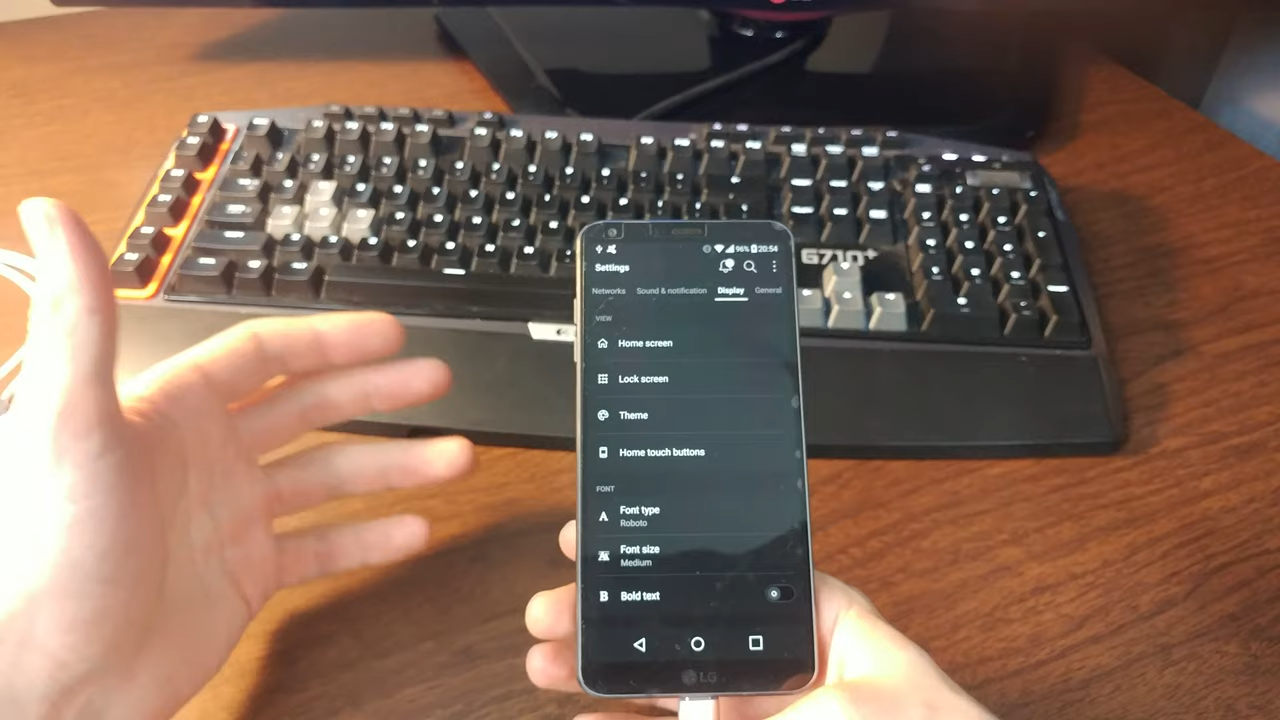 96% 20:54
Settings
Networks Sound & notification Display General
VIEW
Home screen
Lock screen
Theme
Home touch buttons
FONT
Font type
Roboto
Font size
Medium
Bold text
LG
G710+